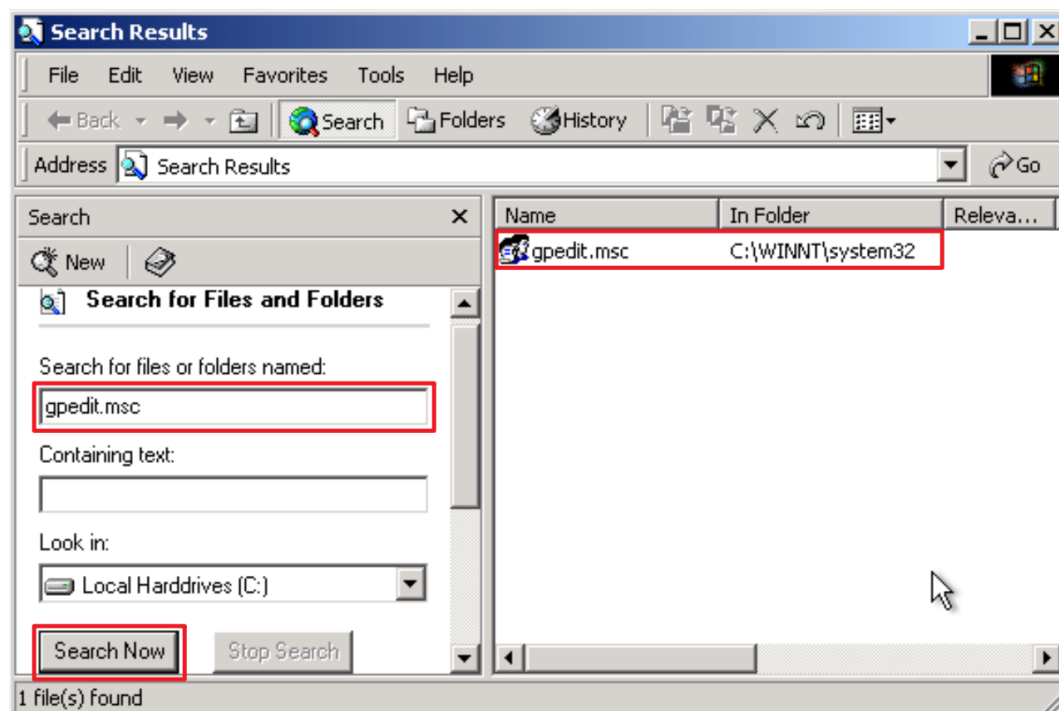 Search Results
File Edit View Favorites Tools Help
Back Search Folders History
Address Search Results Go
Search
New
Search for Files and Folders
Search for files or folders named:
gpedit.msc
Containing text:
Look in:
Local Harddrives (C:)
Search Now Stop Search
Name In Folder Releva...
gpedit.msc C:\WINNT\system32
1 file(s) found